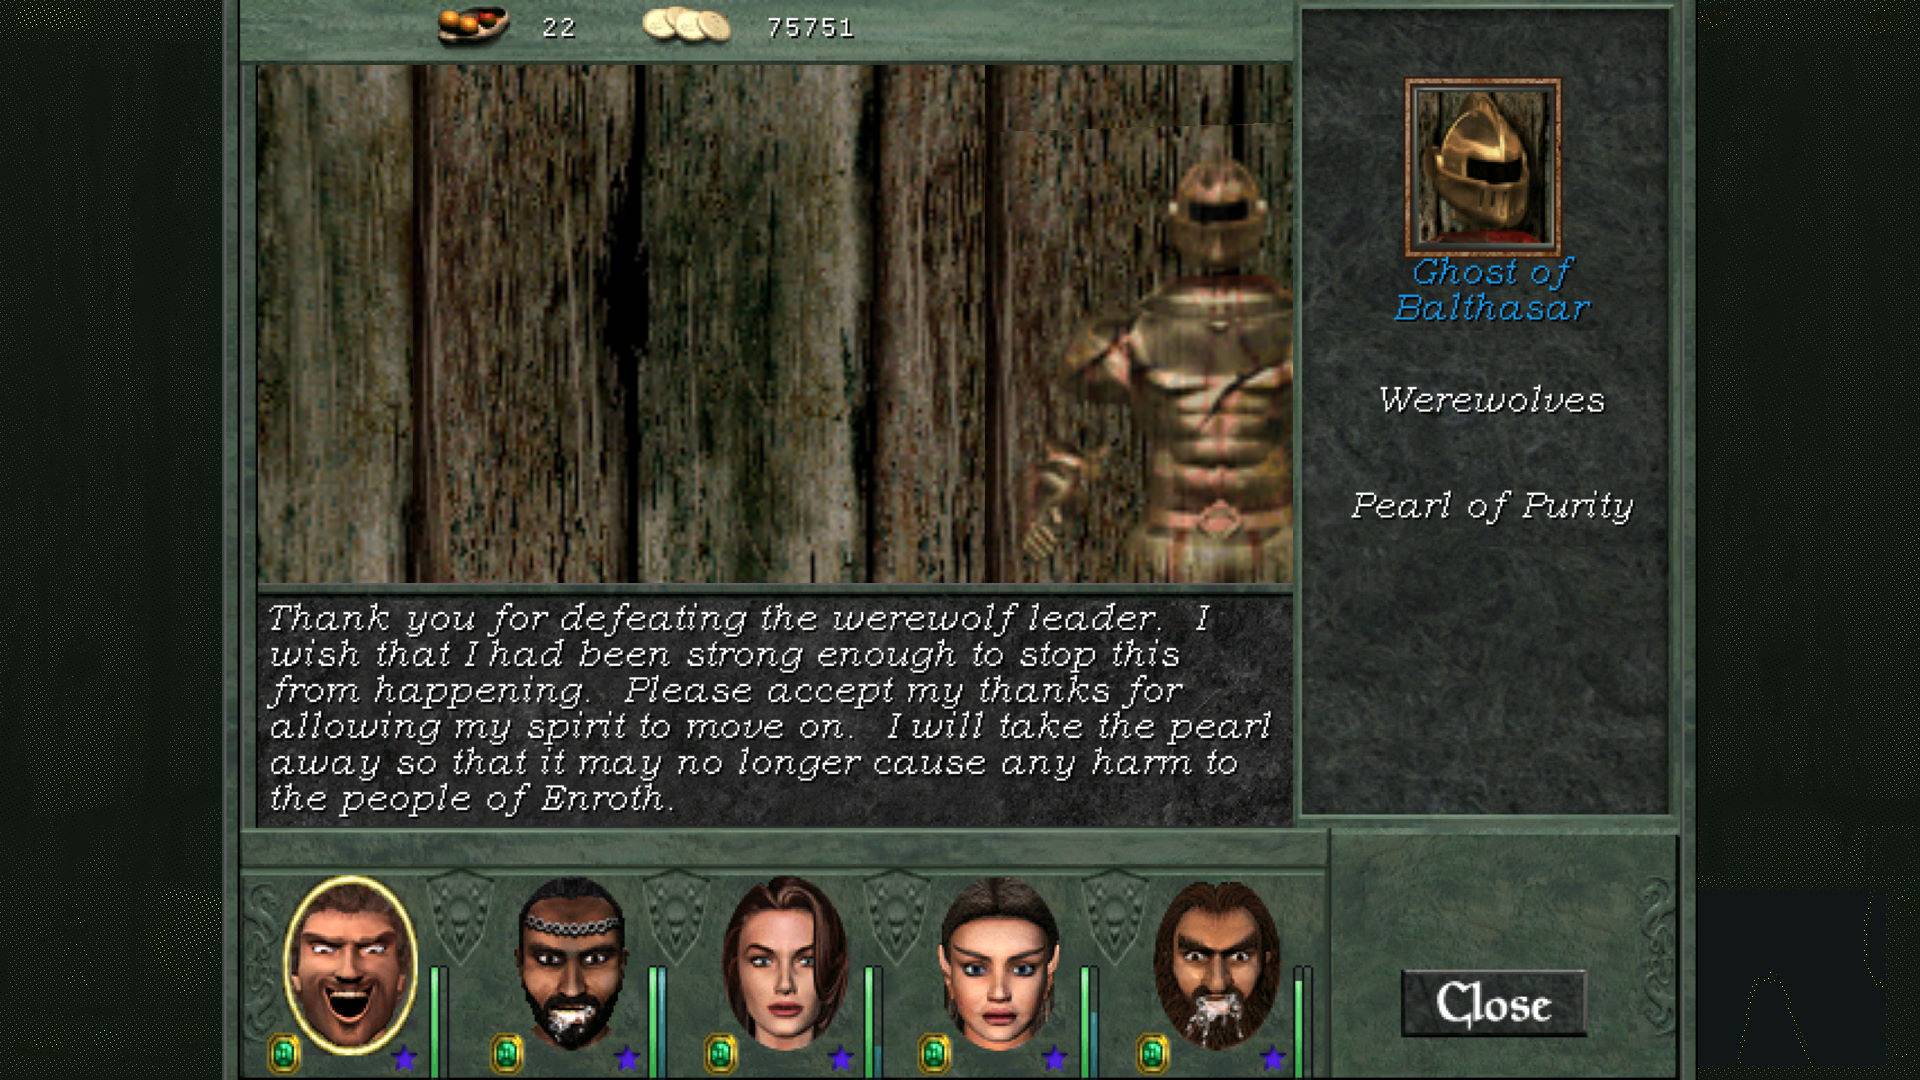 22 75751
Ghost of
Balthasar
Werewolves
Pearl of Purity
Thank you for defeating the werewolf leader. I
wish that I had been strong enough to stop this
from happening. Please accept my thanks for
allowing my spirit to move on. I will take the pearl
away so that it may no longer cause any harm to
the people of Enroth.
Close